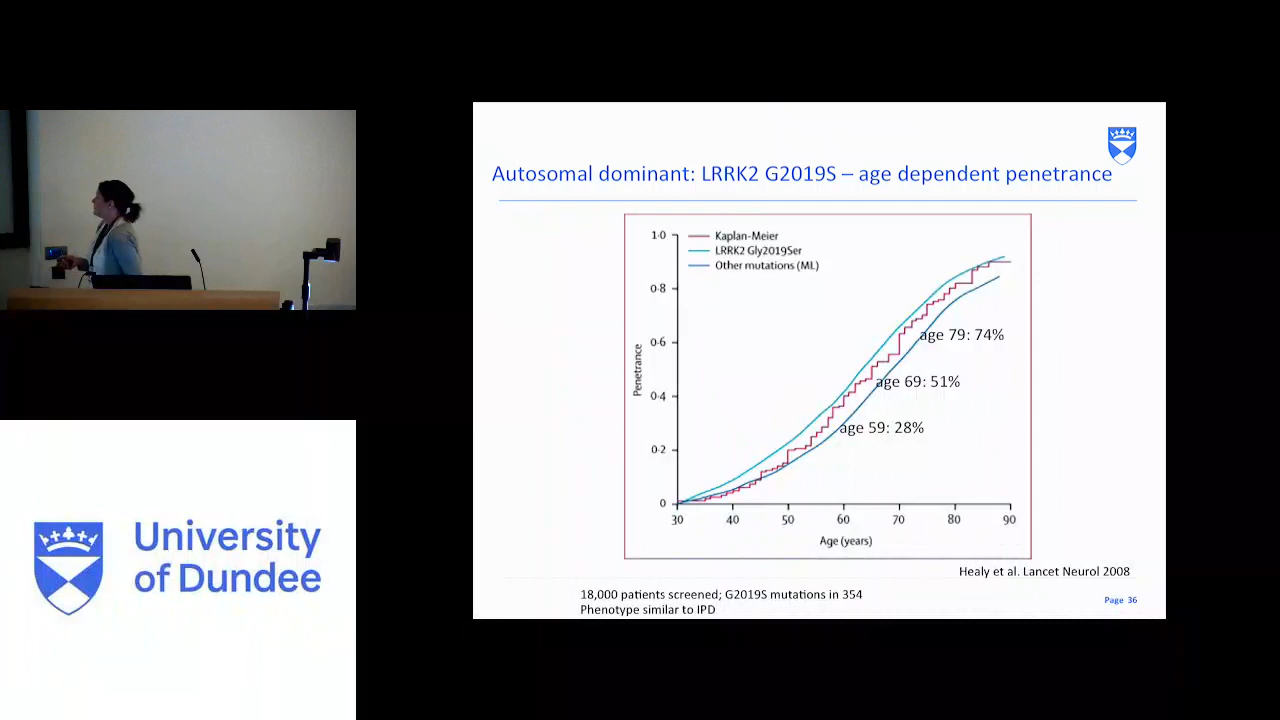 Autosomal dominant: LRRK2 G2019S – age dependent penetrance
Kaplan-Meier
LRRK2 Gly2019Ser
Other mutations (ML)
1·0
0·8
0·6
0·4
0·2
0
Penetrance
age 79: 74%
age 69: 51%
age 59: 28%
30 40 50 60 70 80 90
Age (years)
Healy et al. Lancet Neurol 2008
18,000 patients screened; G2019S mutations in 354
Phenotype similar to IPD
Page 36
University
of Dundee